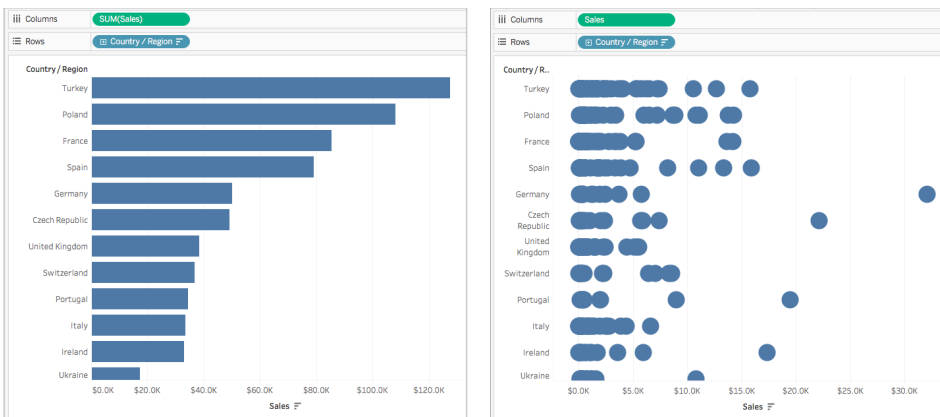 Columns
SUM(Sales)
Rows
Country / Region
Country / Region
Turkey
Poland
France
Spain
Germany
Czech Republic
United Kingdom
Switzerland
Portugal
Italy
Ireland
Ukraine
$0.0K $20.0K $40.0K $60.0K $80.0K $100.0K $120.0K
Sales
Columns
Sales
Rows
Country / Region
Country / R..
Turkey
Poland
France
Spain
Germany
Czech
Republic
United
Kingdom
Switzerland
Portugal
Italy
Ireland
Ukraine
$0.0K $5.0K $10.0K $15.0K $20.0K $25.0K $30.0K
Sales